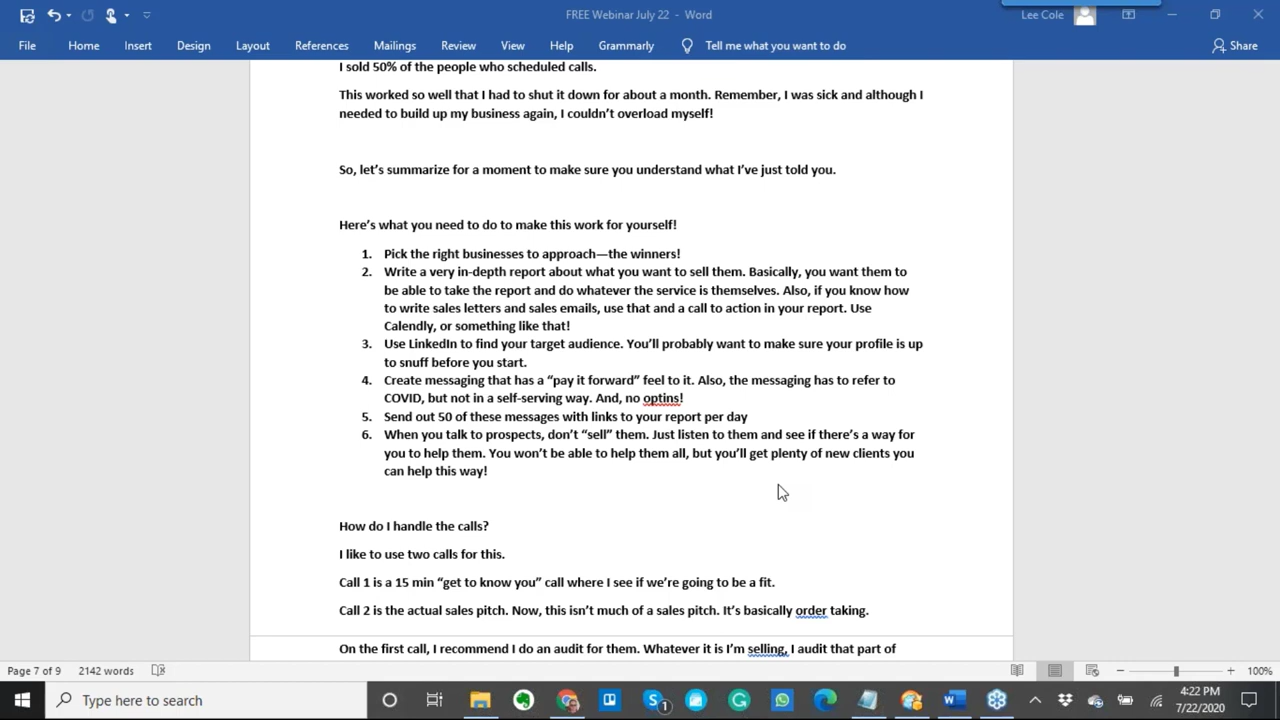 FREE Webinar July 22 - Word
Lee Cole
File Home Insert Design Layout References Mailings Review View Help Grammarly Tell me what you want to do Share
I sold 50% of the people who scheduled calls.
This worked so well that I had to shut it down for about a month. Remember, I was sick and although I
needed to build up my business again, I couldn’t overload myself!
So, let’s summarize for a moment to make sure you understand what I’ve just told you.
Here’s what you need to do to make this work for yourself!
1. Pick the right businesses to approach—the winners!
2. Write a very in-depth report about what you want to sell them. Basically, you want them to
be able to take the report and do whatever the service is themselves. Also, if you know how
to write sales letters and sales emails, use that and a call to action in your report. Use
Calendly, or something like that!
3. Use LinkedIn to find your target audience. You’ll probably want to make sure your profile is up
to snuff before you start.
4. Create messaging that has a “pay it forward” feel to it. Also, the messaging has to refer to
COVID, but not in a self-serving way. And, no optins!
5. Send out 50 of these messages with links to your report per day
6. When you talk to prospects, don’t “sell” them. Just listen to them and see if there’s a way for
you to help them. You won’t be able to help them all, but you’ll get plenty of new clients you
can help this way!
How do I handle the calls?
I like to use two calls for this.
Call 1 is a 15 min “get to know you” call where I see if we’re going to be a fit.
Call 2 is the actual sales pitch. Now, this isn’t much of a sales pitch. It’s basically order taking.
On the first call, I recommend I do an audit for them. Whatever it is I’m selling, I audit that part of
Page 7 of 9 2142 words 100%
Type here to search
4:22 PM
7/22/2020